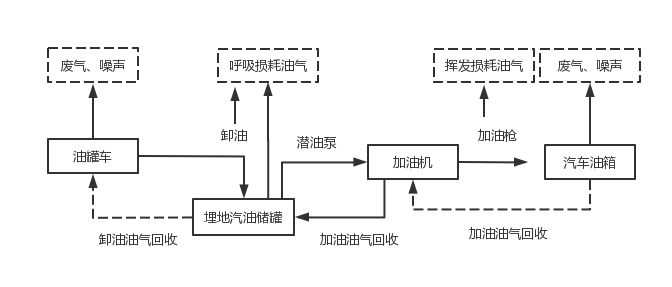 废气、噪声
呼吸损耗油气
挥发损耗油气
废气、噪声
卸油
潜油泵
加油枪
油罐车
加油机
汽车油箱
埋地汽油储罐
卸油油气回收
加油油气回收
加油油气回收